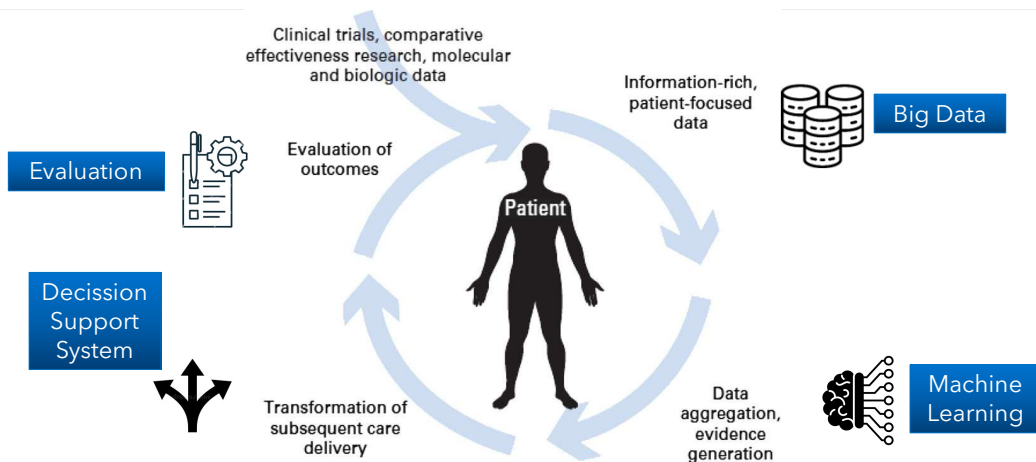 Clinical trials, comparative
effectiveness research, molecular
and biologic data
Information-rich,
patient-focused
data
Big Data
Evaluation
Evaluation of
outcomes
Patient
Decission
Support
System
Transformation of
subsequent care
delivery
Data
aggregation,
evidence
generation
Machine
Learning